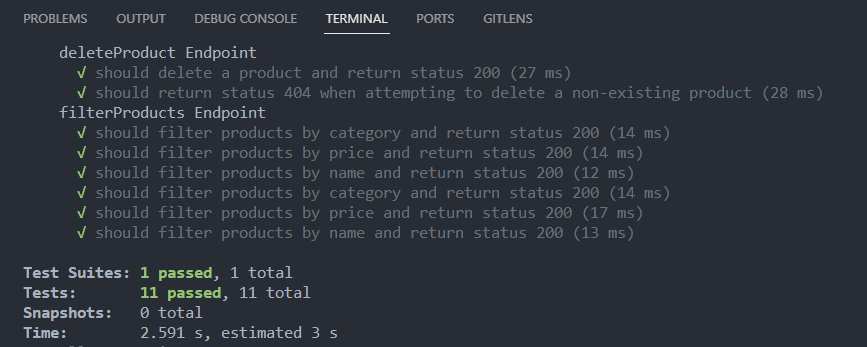 PROBLEMS OUTPUT DEBUG CONSOLE TERMINAL PORTS GITLENS
deleteProduct Endpoint
√ should delete a product and return status 200 (27 ms)
√ should return status 404 when attempting to delete a non-existing product (28 ms)
filterProducts Endpoint
√ should filter products by category and return status 200 (14 ms)
√ should filter products by price and return status 200 (14 ms)
√ should filter products by name and return status 200 (12 ms)
√ should filter products by category and return status 200 (14 ms)
√ should filter products by price and return status 200 (17 ms)
√ should filter products by name and return status 200 (13 ms)
Test Suites: 1 passed, 1 total
Tests: 11 passed, 11 total
Snapshots: 0 total
Time: 2.591 s, estimated 3 s